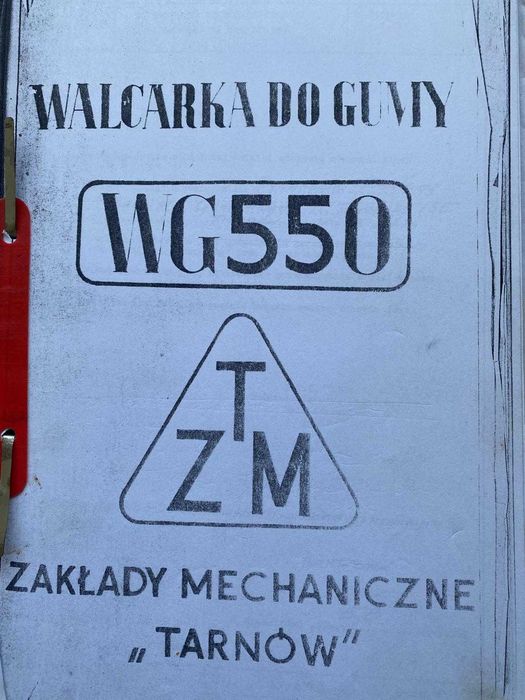 WALCARKA DO GUMY
WG550
T
ZM
ZAKŁADY MECHANICZNE
„TARNÓW”